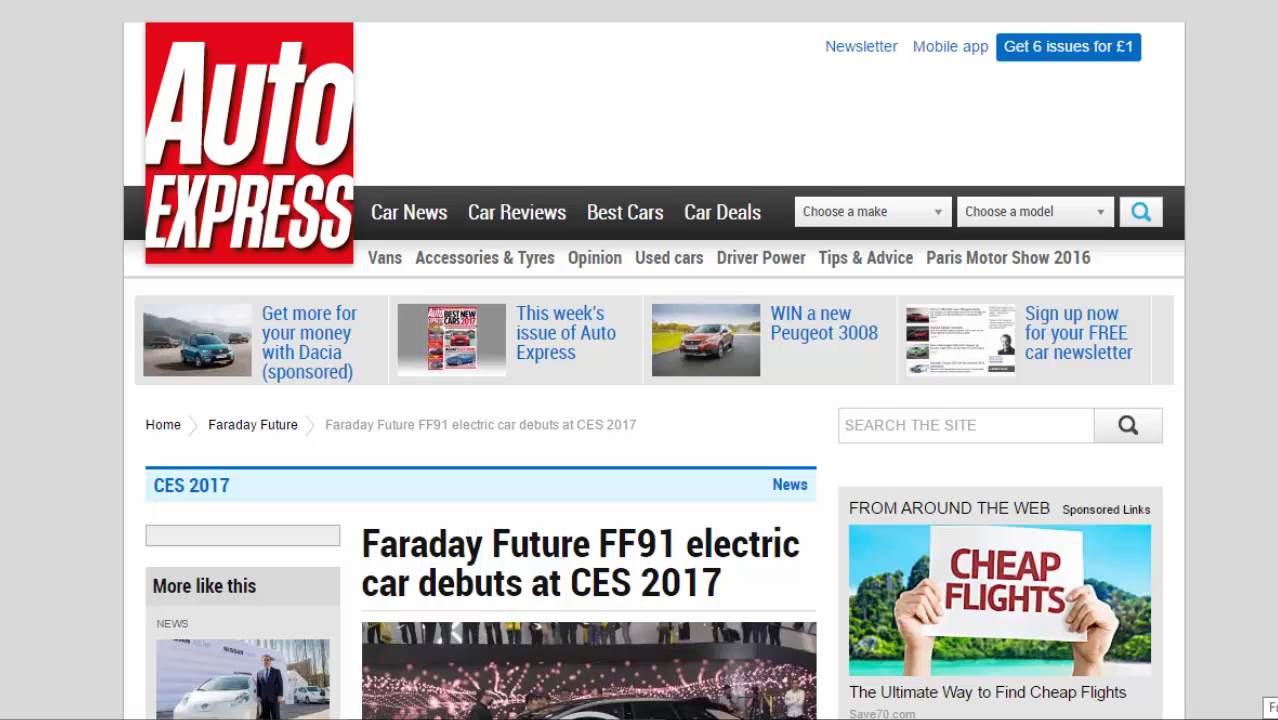 Auto
EXPRESS
Newsletter Mobile app Get 6 issues for £1
Car News Car Reviews Best Cars Car Deals Choose a make Choose a model
Vans Accessories & Tyres Opinion Used cars Driver Power Tips & Advice Paris Motor Show 2016
Get more for
your money
with Dacia
(sponsored)
This week's
issue of Auto
Express
WIN a new
Peugeot 3008
Sign up now
for your FREE
car newsletter
Home Faraday Future Faraday Future FF91 electric car debuts at CES 2017
SEARCH THE SITE
CES 2017 News
Faraday Future FF91 electric
car debuts at CES 2017
More like this
NEWS
FROM AROUND THE WEB Sponsored Links
CHEAP
FLIGHTS
The Ultimate Way to Find Cheap Flights
Save70.com